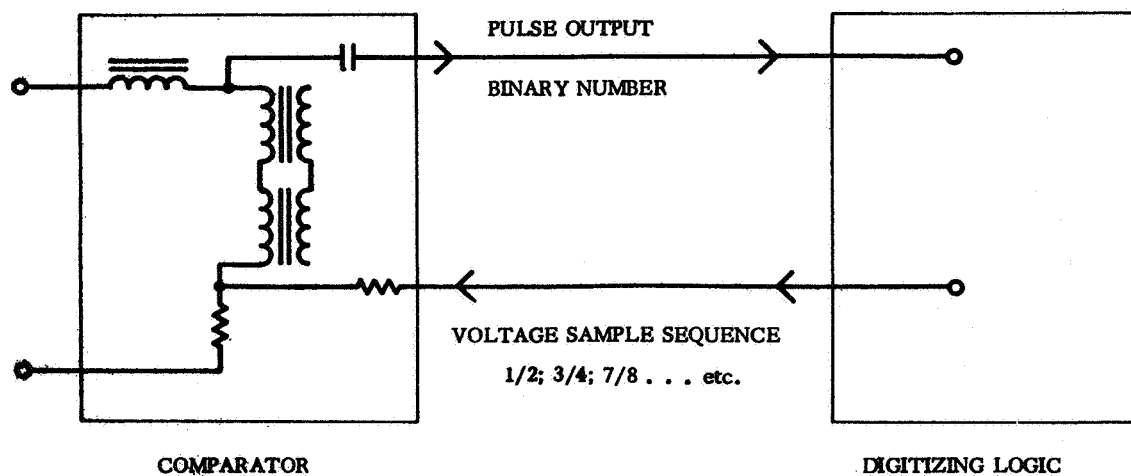 PULSE OUTPUT
BINARY NUMBER
VOLTAGE SAMPLE SEQUENCE
1/2; 3/4; 7/8 . . . etc.
COMPARATOR
DIGITIZING LOGIC